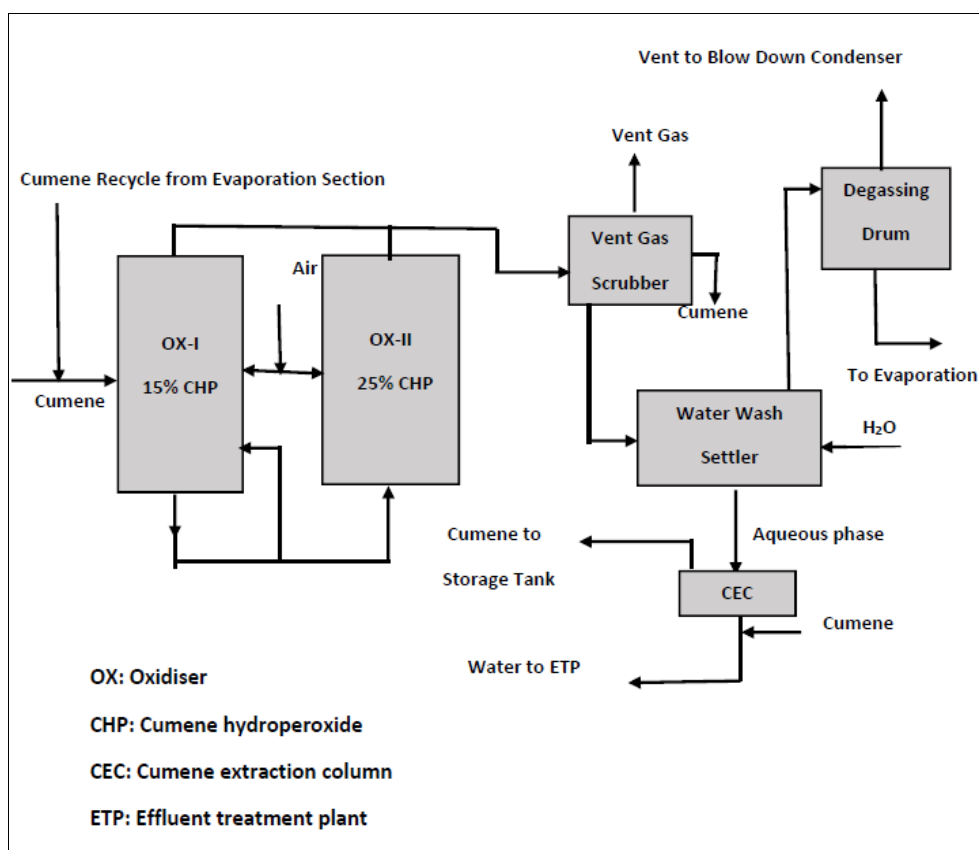 Vent to Blow Down Condenser
Vent Gas
Cumene Recycle from Evaporation Section
Degassing
Drum
Vent Gas
Scrubber
Air
Cumene
OX-I
15% CHP
OX-II
25% CHP
Cumene
To Evaporation
Water Wash
Settler
H₂O
Cumene to
Storage Tank
Aqueous phase
CEC
Cumene
Water to ETP
OX: Oxidiser
CHP: Cumene hydroperoxide
CEC: Cumene extraction column
ETP: Effluent treatment plant